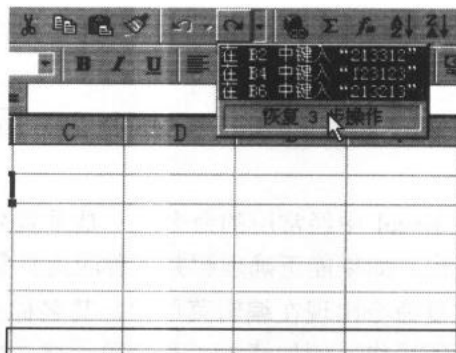 B I U
在 B2 中键入 “213312”
在 B4 中键入 “123123”
在 B6 中键入 “213213”
恢复 3 步操作
C D